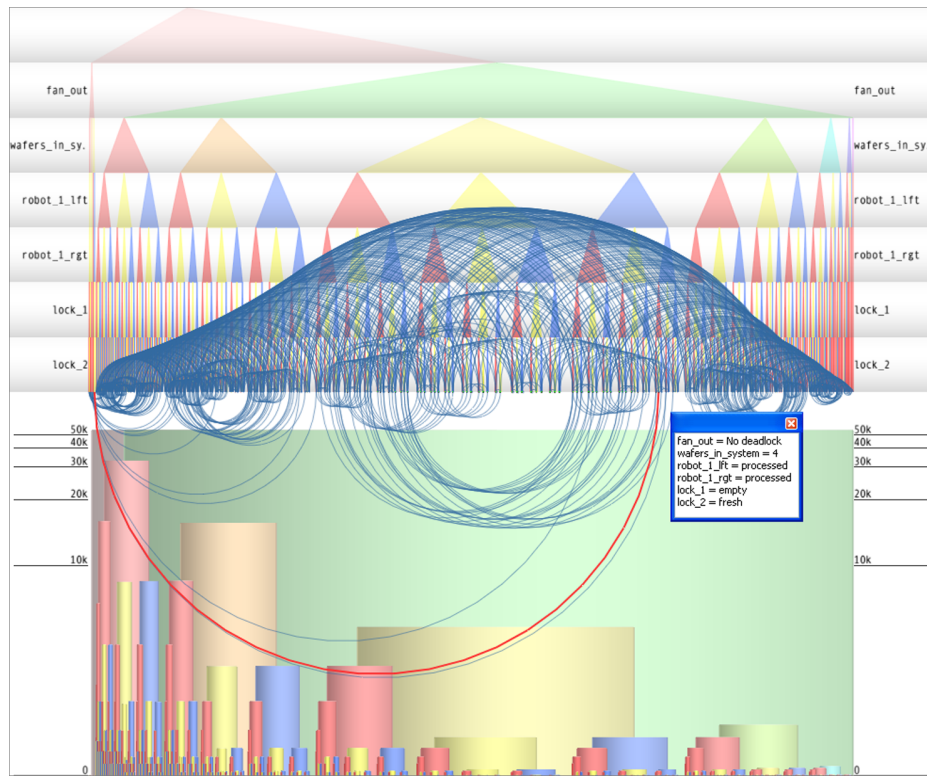 fan_out fan_out
wafers_in_sy. wafers_in_sy
robot_1_lft robot_1_lft
robot_1_rgt robot_1_rgt
lock_1 lock_1
lock_2 lock_2
fan_out = No deadlock
wafers_in_system = 4
robot_1_lft = processed
robot_1_rgt = processed
lock_1 = empty
lock_2 = fresh
50k 50k
40k 40k
30k 30k
20k 20k
10k 10k
0 0